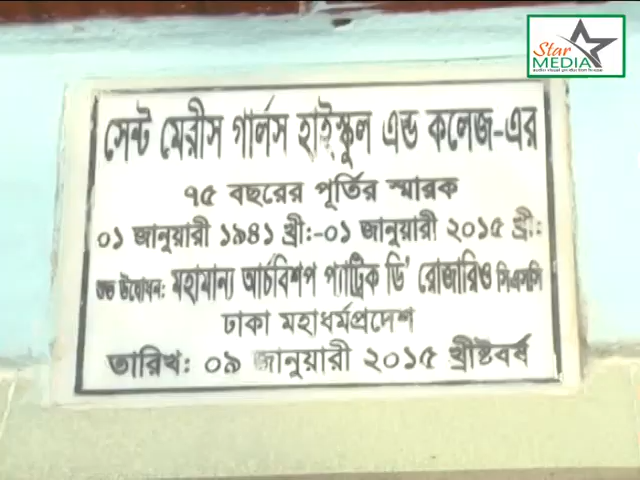 Star
MEDIA
সেন্ট মেরীস গার্লস হাইস্কুল এন্ড কলেজ-এর
৭৫ বছরের পূর্তির স্মারক
০১ জানুয়ারী ১৯৪১ খ্রী:-০১ জানুয়ারী ২০১৫ খ্রী:
শুভ উদ্বোধন: মহামান্য আর্চবিশপ প্যাট্রিক ডি' রোজারিও সিএসসি
ঢাকা মহাধর্মপ্রদেশ
তারিখ: ০৯ জানুয়ারী ২০১৫ খ্রীষ্টবর্ষ